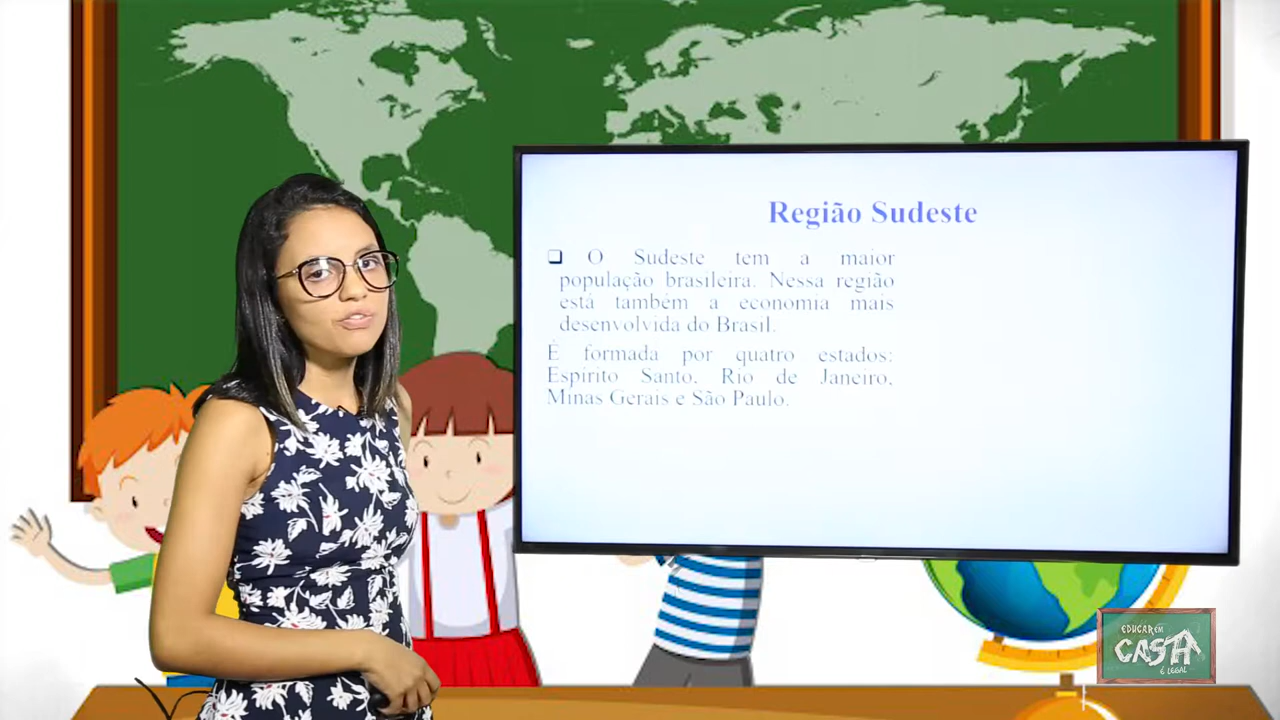 Região Sudeste
❑ O Sudeste tem a maior
população brasileira. Nessa região
está também a economia mais
desenvolvida do Brasil.
É formada por quatro estados:
Espírito Santo, Rio de Janeiro,
Minas Gerais e São Paulo.
EDUCAR EM
CASA
É LEGAL